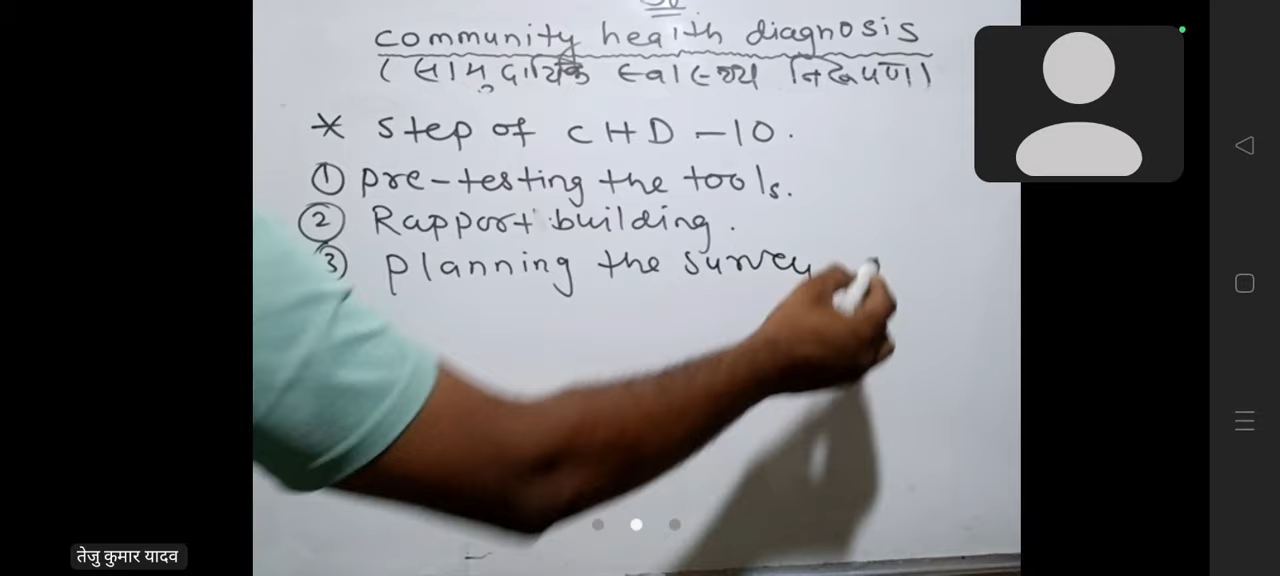 community health diagnosis
(सामुदायिक स्वास्थ्य निरूपण)
* Step of CHD - 10.
① pre-testing the tools.
② Rapport building.
③ planning the survey
तेजु कुमार यादव